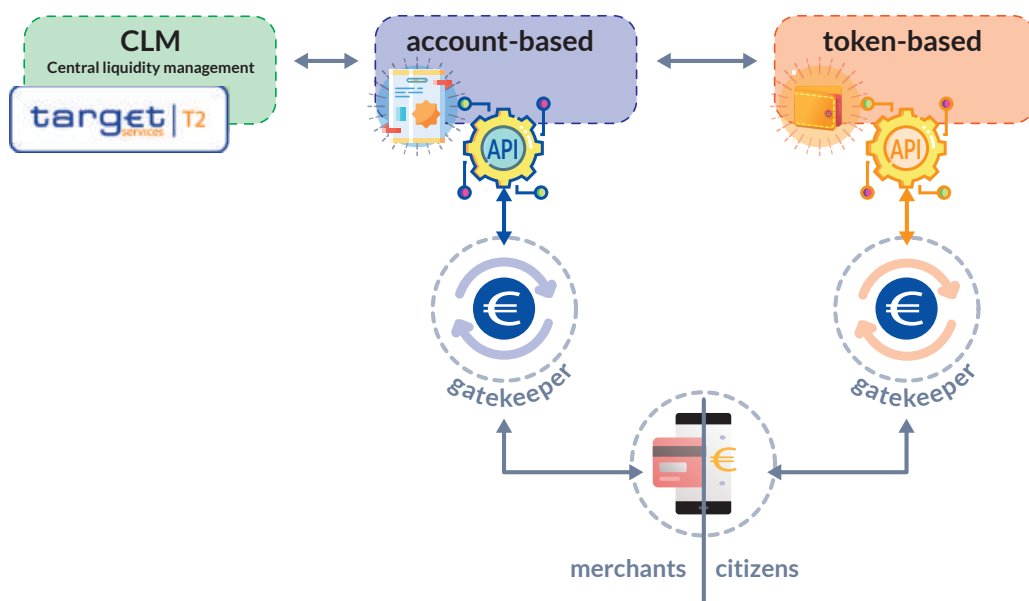 CLM
Central liquidity management
target
services
T2
account-based
token-based
API
API
€
€
gatekeeper
gatekeeper
€
merchants
citizens